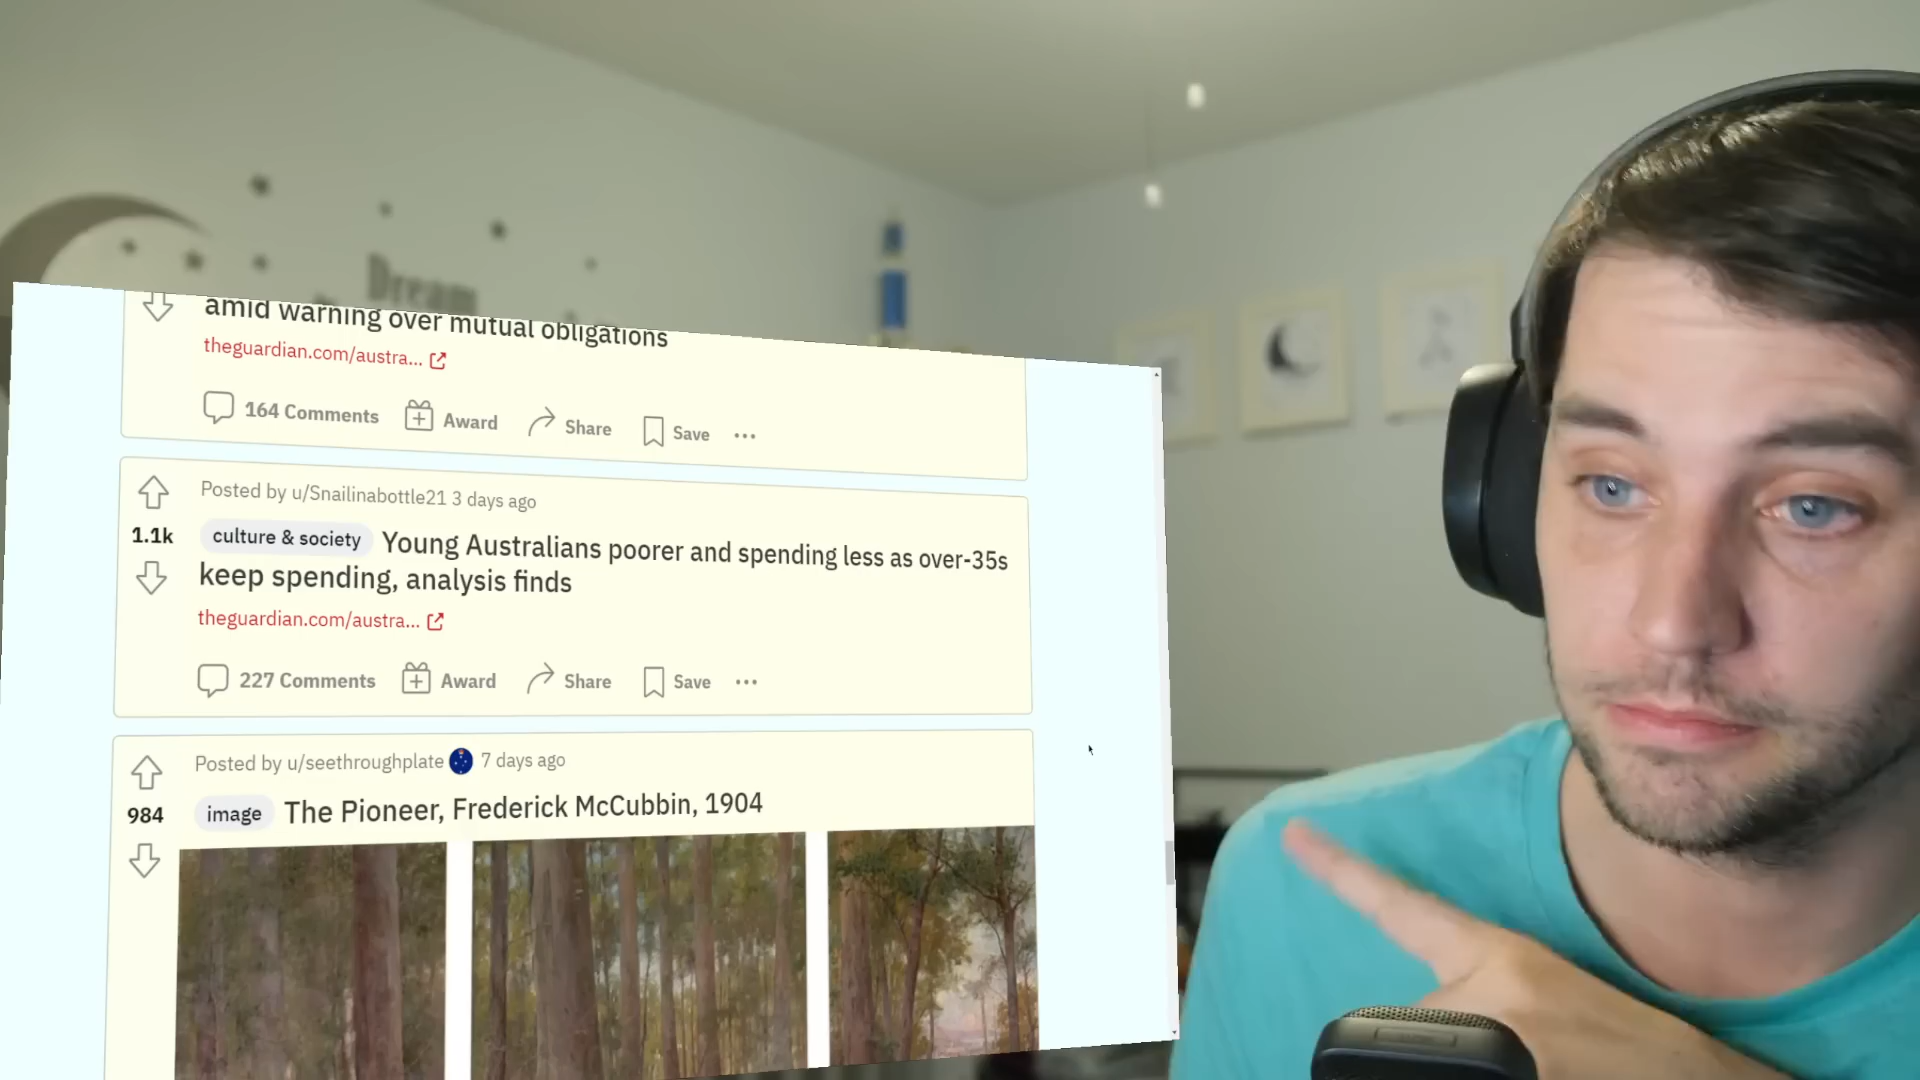 Dream
amid warning over mutual obligations
theguardian.com/austra...
164 Comments Award Share Save
Posted by u/Snailinabottle21 3 days ago
1.1k
culture & society Young Australians poorer and spending less as over-35s
keep spending, analysis finds
theguardian.com/austra...
227 Comments Award Share Save
Posted by u/seethroughplate 7 days ago
984
image The Pioneer, Frederick McCubbin, 1904